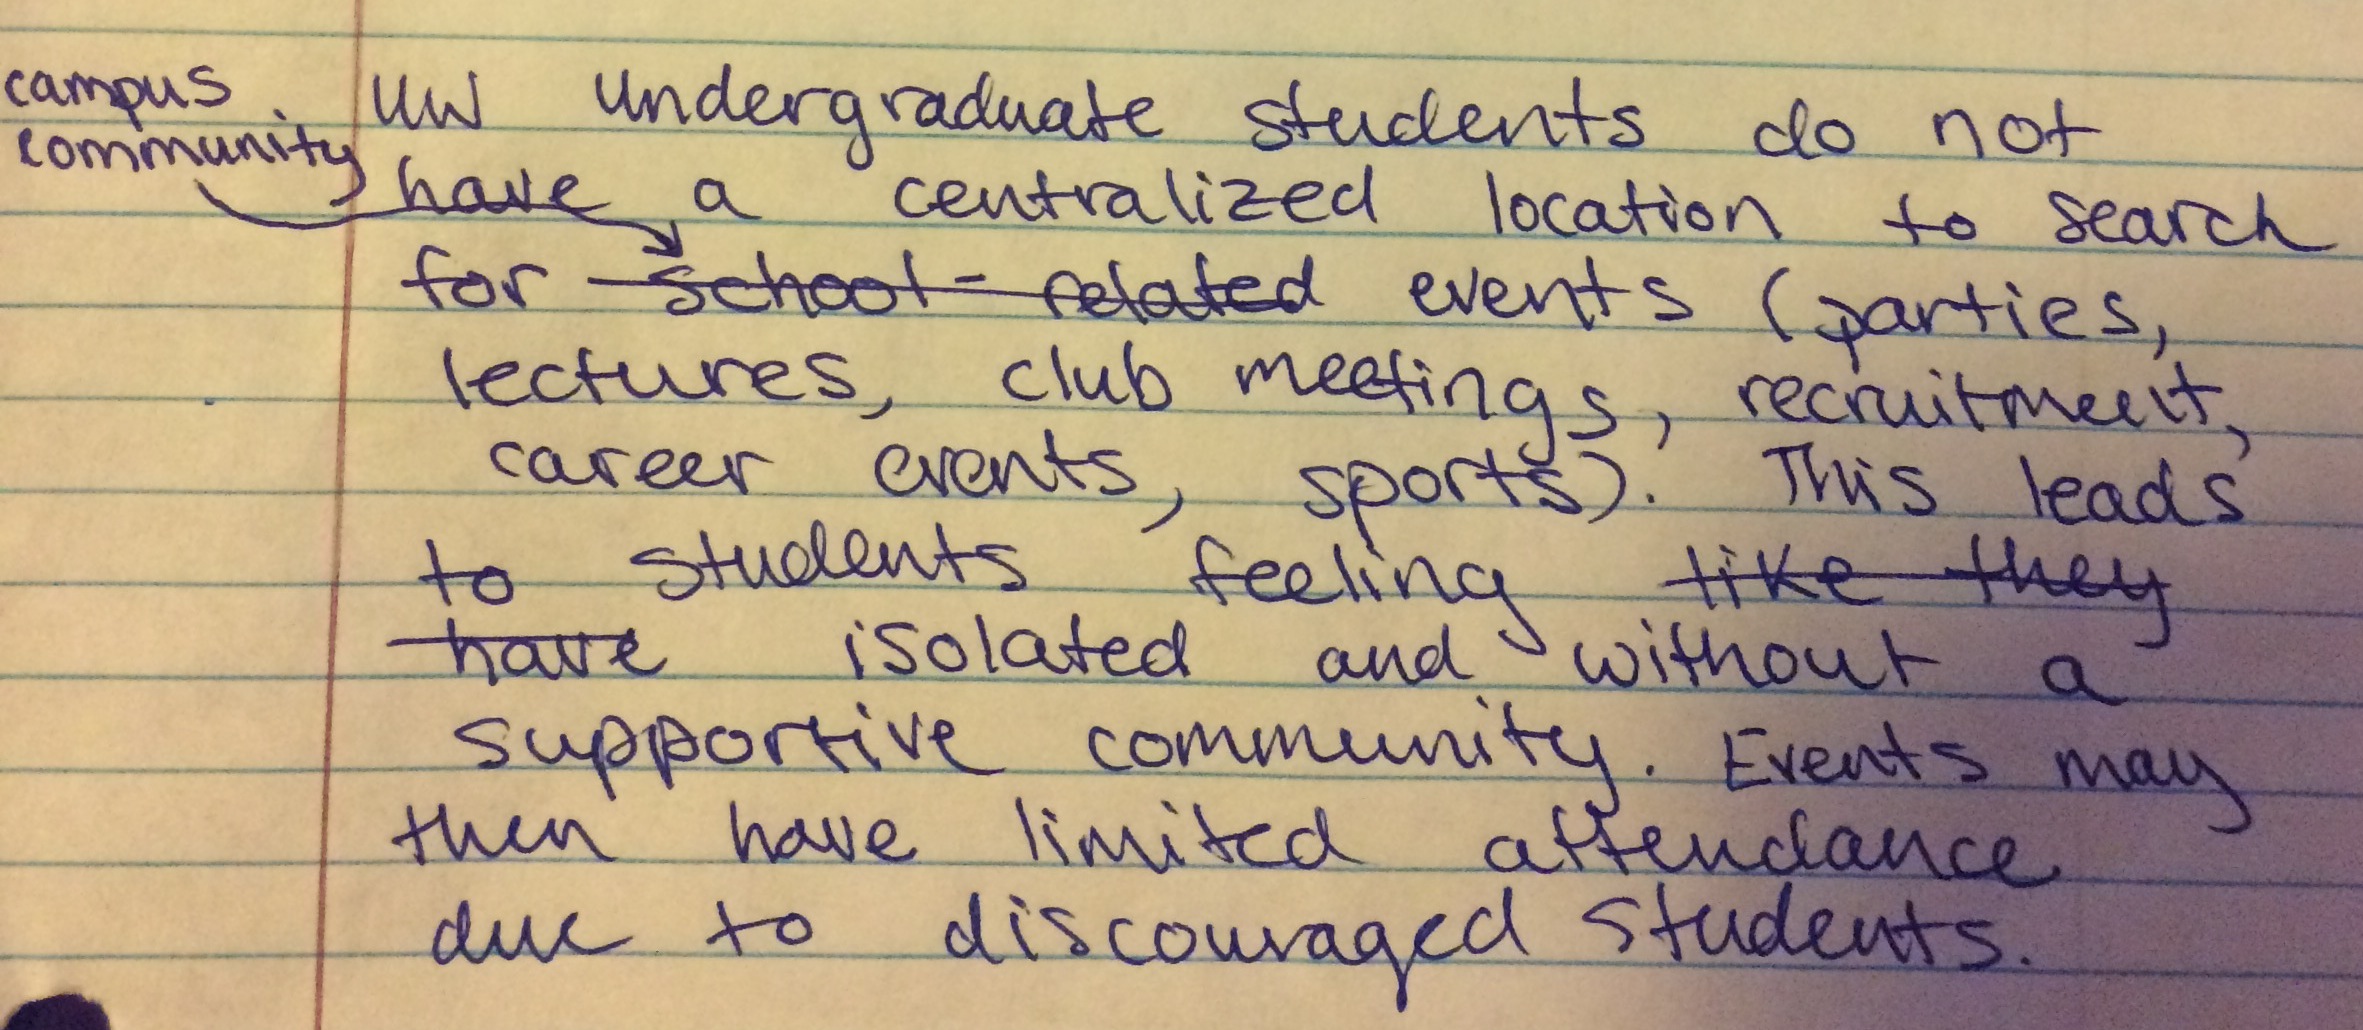 campus
community
UW Undergraduate students do not
have a centralized location to search
for school-related events (parties,
lectures, club meetings, recruitment,
career events, sports). This leads
to students feeling like they
have isolated and without a
supportive community. Events may
then have limited attendance
due to discouraged students.